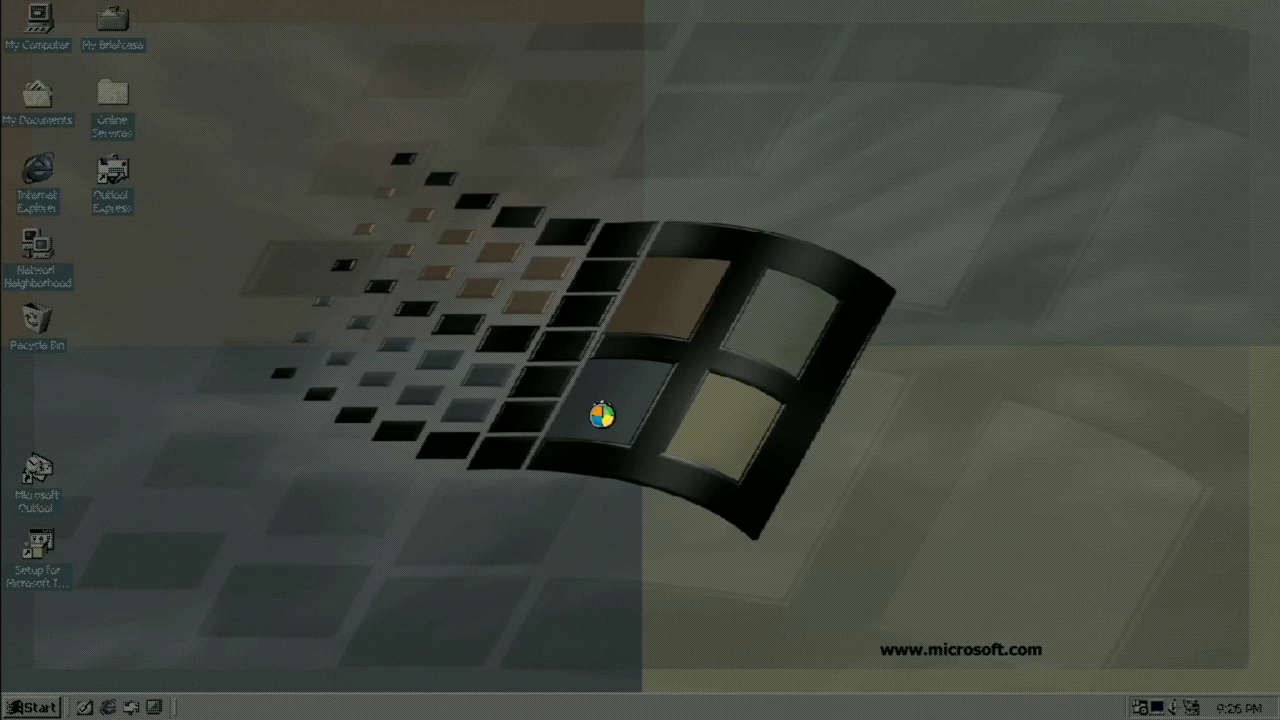 My Computer
My Briefcase
My Documents
Online
Services
Internet
Explorer
Outlook
Express
Network
Neighborhood
Recycle Bin
Microsoft
Outlook
Setup for
Microsoft T...
www.microsoft.com
Start
9:26 PM